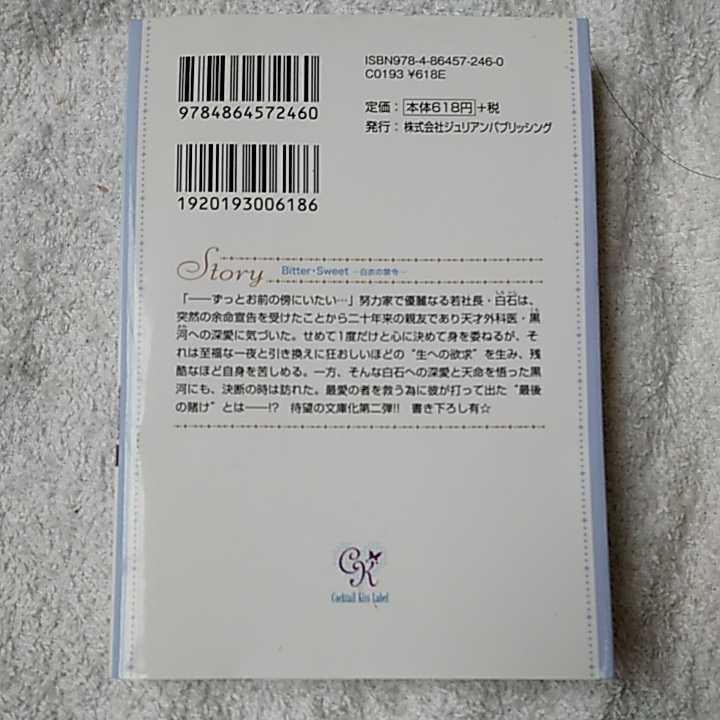 ISBN978-4-86457-246-0
C0193 ¥618E
9784864572460
定価：本体618円+税
発行：株式会社ジュリアンパブリッシング
1920193006186
Story Bitter・Sweet −白衣の禁令−
「――ずっとお前の傍にいたい…」努力家で優麗なる若社長・白石は、
突然の余命宣告を受けたことから二十年来の親友であり天才外科医・黒
河への深愛に気づいた。せめて1度だけと心に決めて身を委ねるが、そ
れは至福な一夜と引き換えに狂おしいほどの“生への欲求”を生み、残
酷なほど自身を苦しめる。一方、そんな白石への深愛と天命を悟った黒
河にも、決断の時は訪れた。最愛の者を救う為に彼が打って出た“最後
の賭け”とは――!? 待望の文庫化第二弾!! 書き下ろし有☆
CK
Cocktail Kiss Label